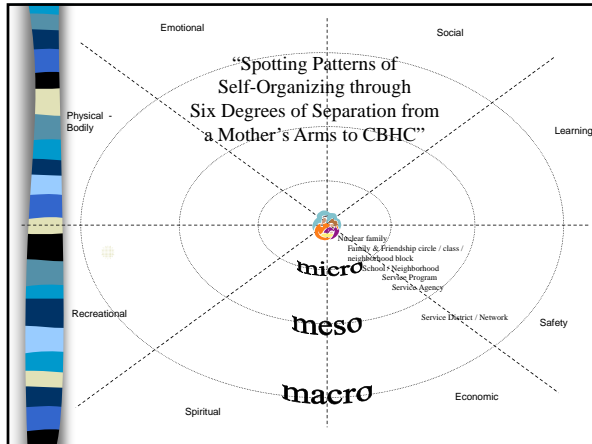 Emotional
Social
“Spotting Patterns of
Self-Organizing through
Six Degrees of Separation from
a Mother’s Arms to CBHC”
Physical -
Bodily
Learning
Nuclear family
Family & Friendship circle / class /
neighborhood block
School - Neighborhood
Service Program
Service Agency
micro
Service District / Network
Recreational
meso
Safety
macro
Economic
Spiritual